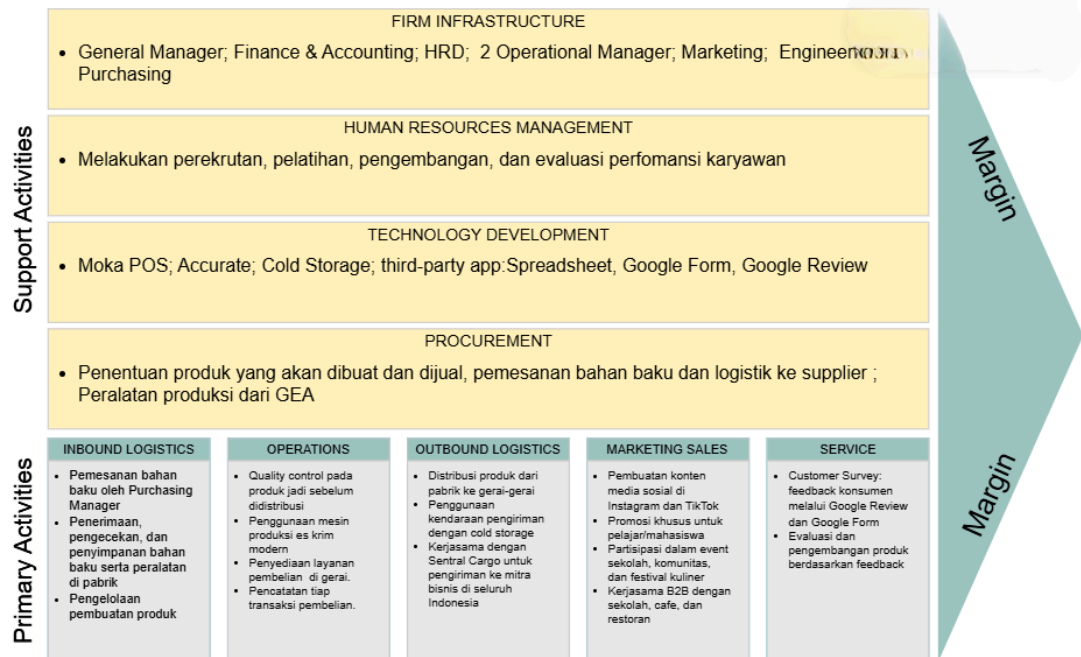 FIRM INFRASTRUCTURE
• General Manager; Finance & Accounting; HRD; 2 Operational Manager; Marketing;
Purchasing
Support Activities
HUMAN RESOURCES MANAGEMENT
• Melakukan perekrutan, pelatihan, pengembangan, dan evaluasi perfomansi karyawan
TECHNOLOGY DEVELOPMENT
• Moka POS; Accurate; Cold Storage; third-party app:Spreadsheet, Google Form, Google Review
PROCUREMENT
• Penentuan produk yang akan dibuat dan dijual, pemesanan bahan baku dan logistik ke supplier ;
Peralatan produksi dari GEA
Margin
Margin
Primary Activities
INBOUND LOGISTICS
• Pemesanan bahan
baku oleh Purchasing
Manager
• Penerimaan,
pengecekan, dan
penyimpanan bahan
baku serta peralatan
di pabrik
• Pengelolaan
pembuatan produk
OPERATIONS
• Quality control pada
produk jadi sebelum
didistribusi
• Penggunaan mesin
produksi es krim
modern
• Penyediaan layanan
pembelian di gerai.
• Pencatatan tiap
transaksi pembelian.
OUTBOUND LOGISTICS
• Distribusi produk dari
pabrik ke gerai-gerai
• Penggunaan
kendaraan pengiriman
dengan cold storage
• Kerjasama dengan
Sentral Cargo untuk
pengiriman ke mitra
bisnis di seluruh
Indonesia
MARKETING SALES
• Pembuatan konten
media sosial di
Instagram dan TikTok
• Promosi khusus untuk
pelajar/mahasiswa
• Partisipasi dalam event
sekolah, komunitas,
dan festival kuliner
• Kerjasama B2B dengan
sekolah, cafe, dan
restoran
SERVICE
• Customer Survey:
feedback konsumen
melalui Google Review
dan Google Form
• Evaluasi dan
pengembangan produk
berdasarkan feedback